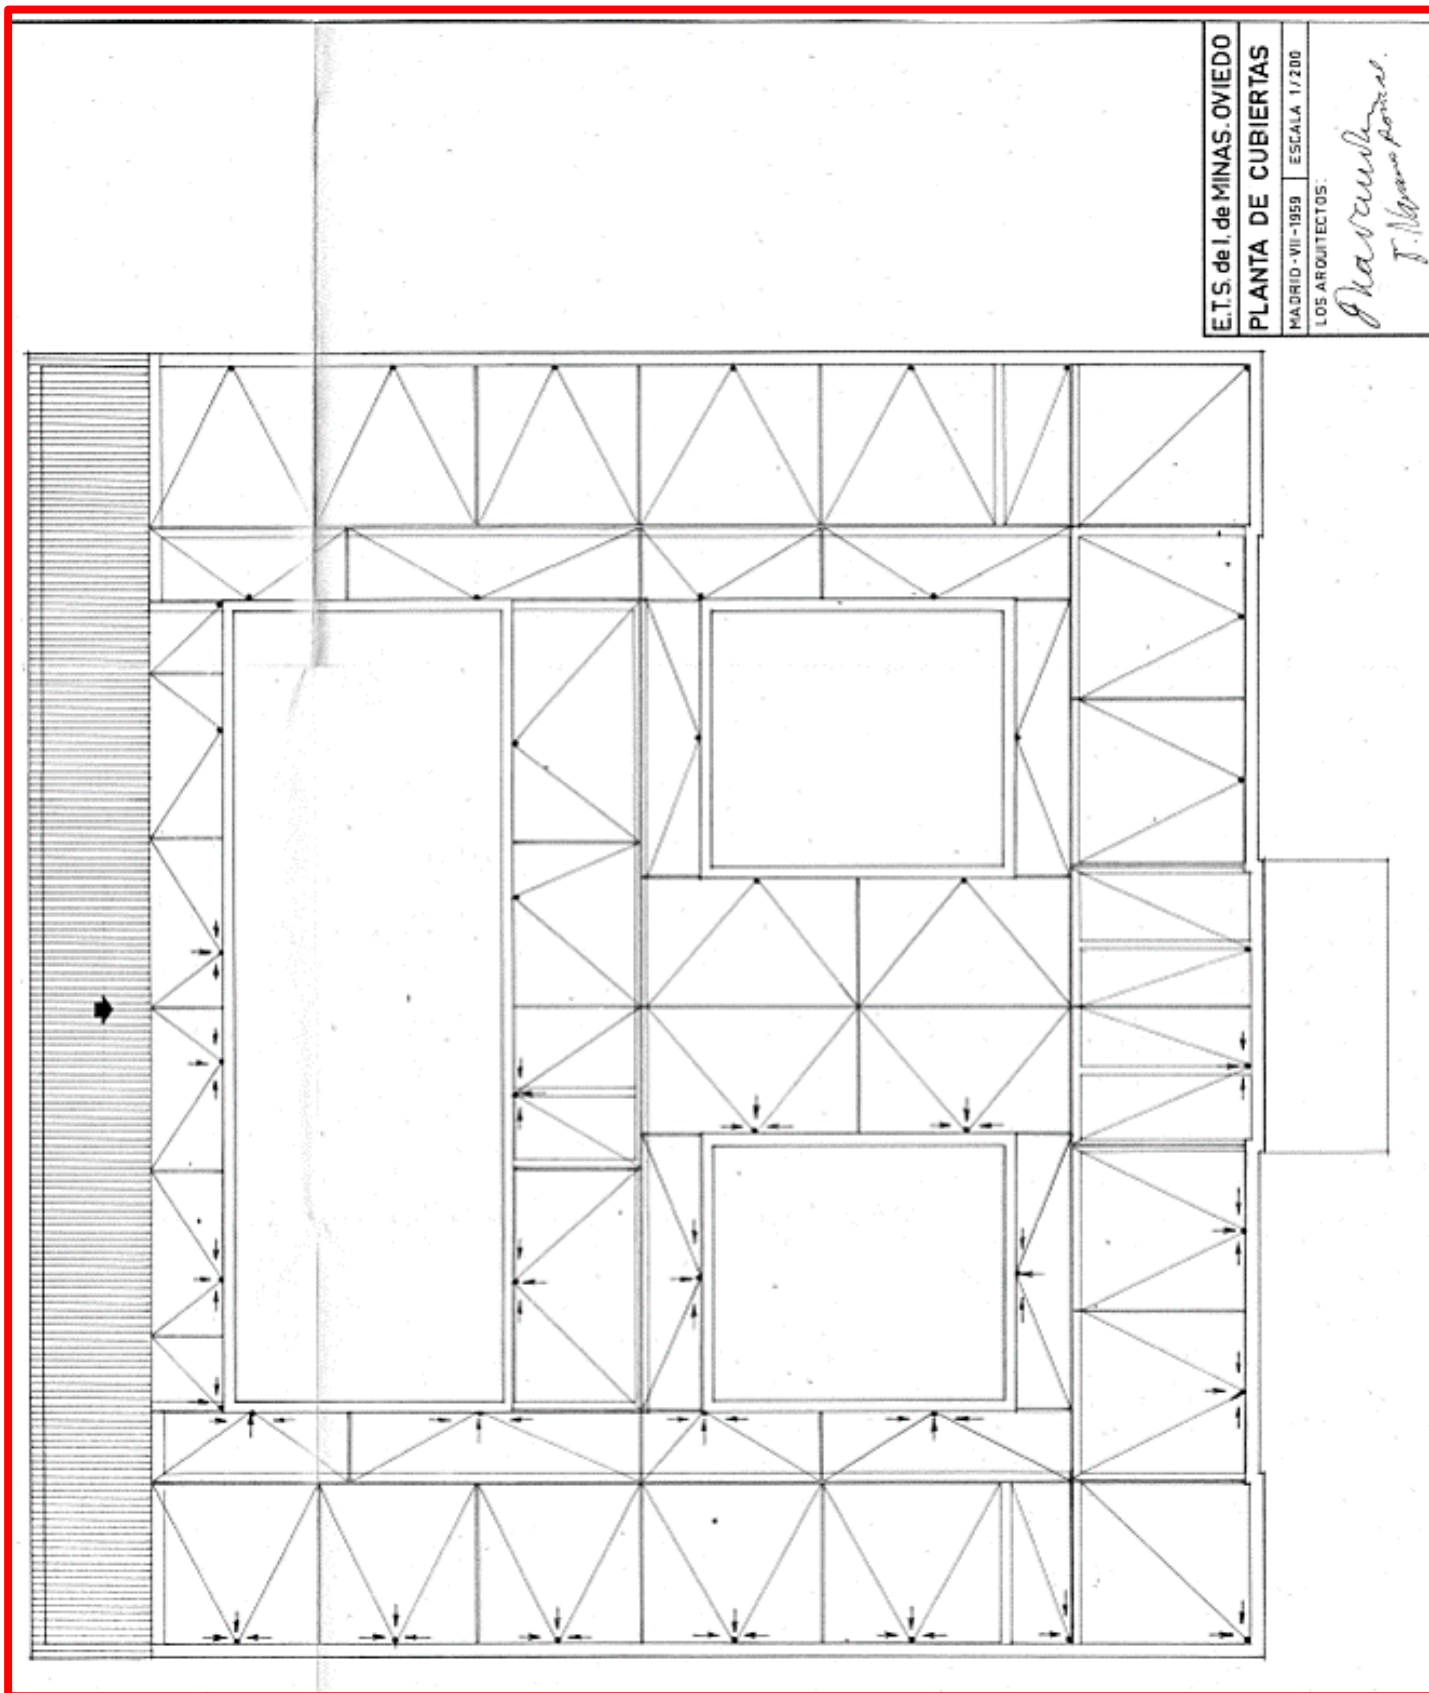 E.T.S. de I. de MINAS. OVIEDO
PLANTA DE CUBIERTAS
MADRID - VII - 1959 ESCALA 1/200
LOS ARQUITECTOS: